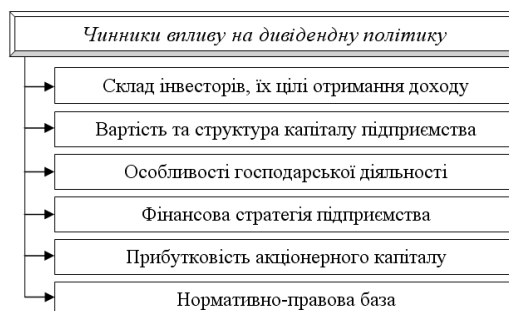 Чинники впливу на дивідендну політику
Склад інвесторів, їх цілі отримання доходу
Вартість та структура капіталу підприємства
Особливості господарської діяльності
Фінансова стратегія підприємства
Прибутковість акціонерного капіталу
Нормативно-правова база